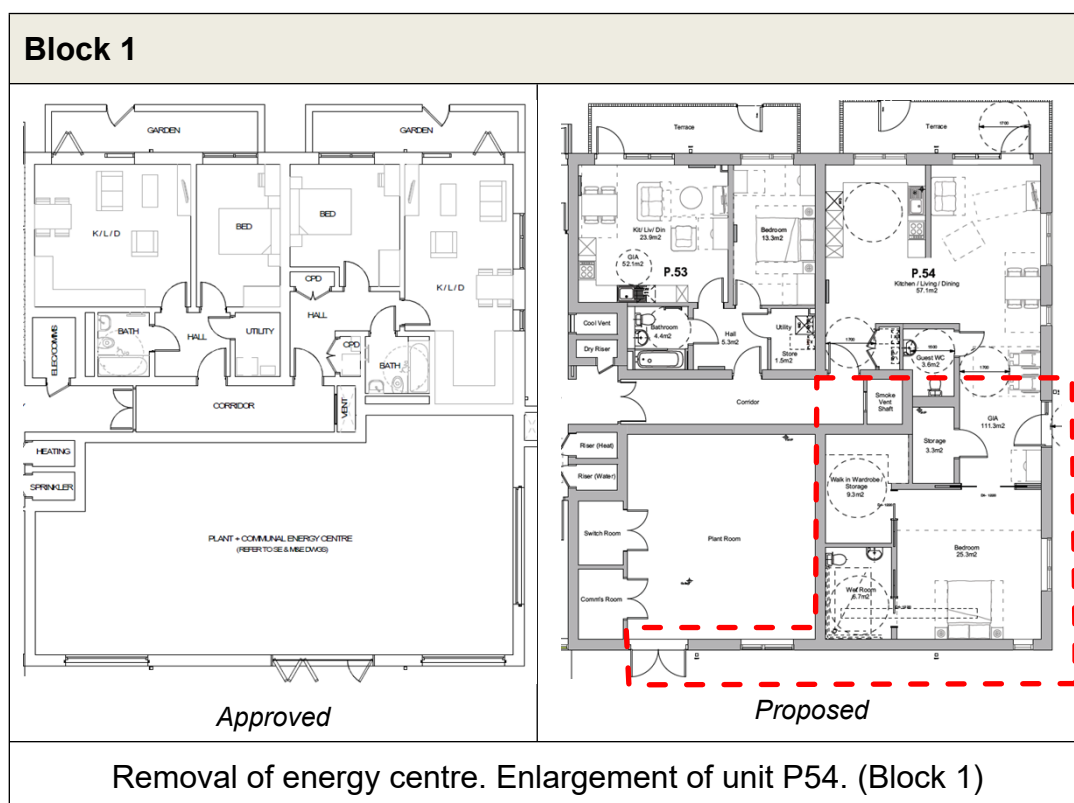 Block 1
GARDEN
GARDEN
K / L / D
BED
BED
K / L / D
CPD
ELEC/COMMS
BATH
HALL
UTILITY
HALL
CPD
BATH
CORRIDOR
VENT
HEATING
SPRINKLER
PLANT + COMMUNAL ENERGY CENTRE
(REFER TO SE & M&E DWGS)
Approved
Terrace
Terrace
1700
Kit/ Liv/ Din
23.9m2
GIA
52.1m2
P.53
Bedroom
13.3m2
P.54
Kitchen / Living / Dining
57.1m2
Cool Vent
Dry Riser
Bathroom
4.4m2
Hall
5.3m2
Utility
Store
1.5m2
1700
Guest WC
3.6m2
1700
Corridor
Smoke
Vent
Shaft
GIA
111.3m2
Storage
3.3m2
Riser (Heat)
Riser (Water)
Walk in Wardrobe /
Storage
9.3m2
Switch Room
Plant Room
Comm's Room
Bedroom
25.3m2
Wet Room
6.7m2
Proposed
Removal of energy centre. Enlargement of unit P54. (Block 1)